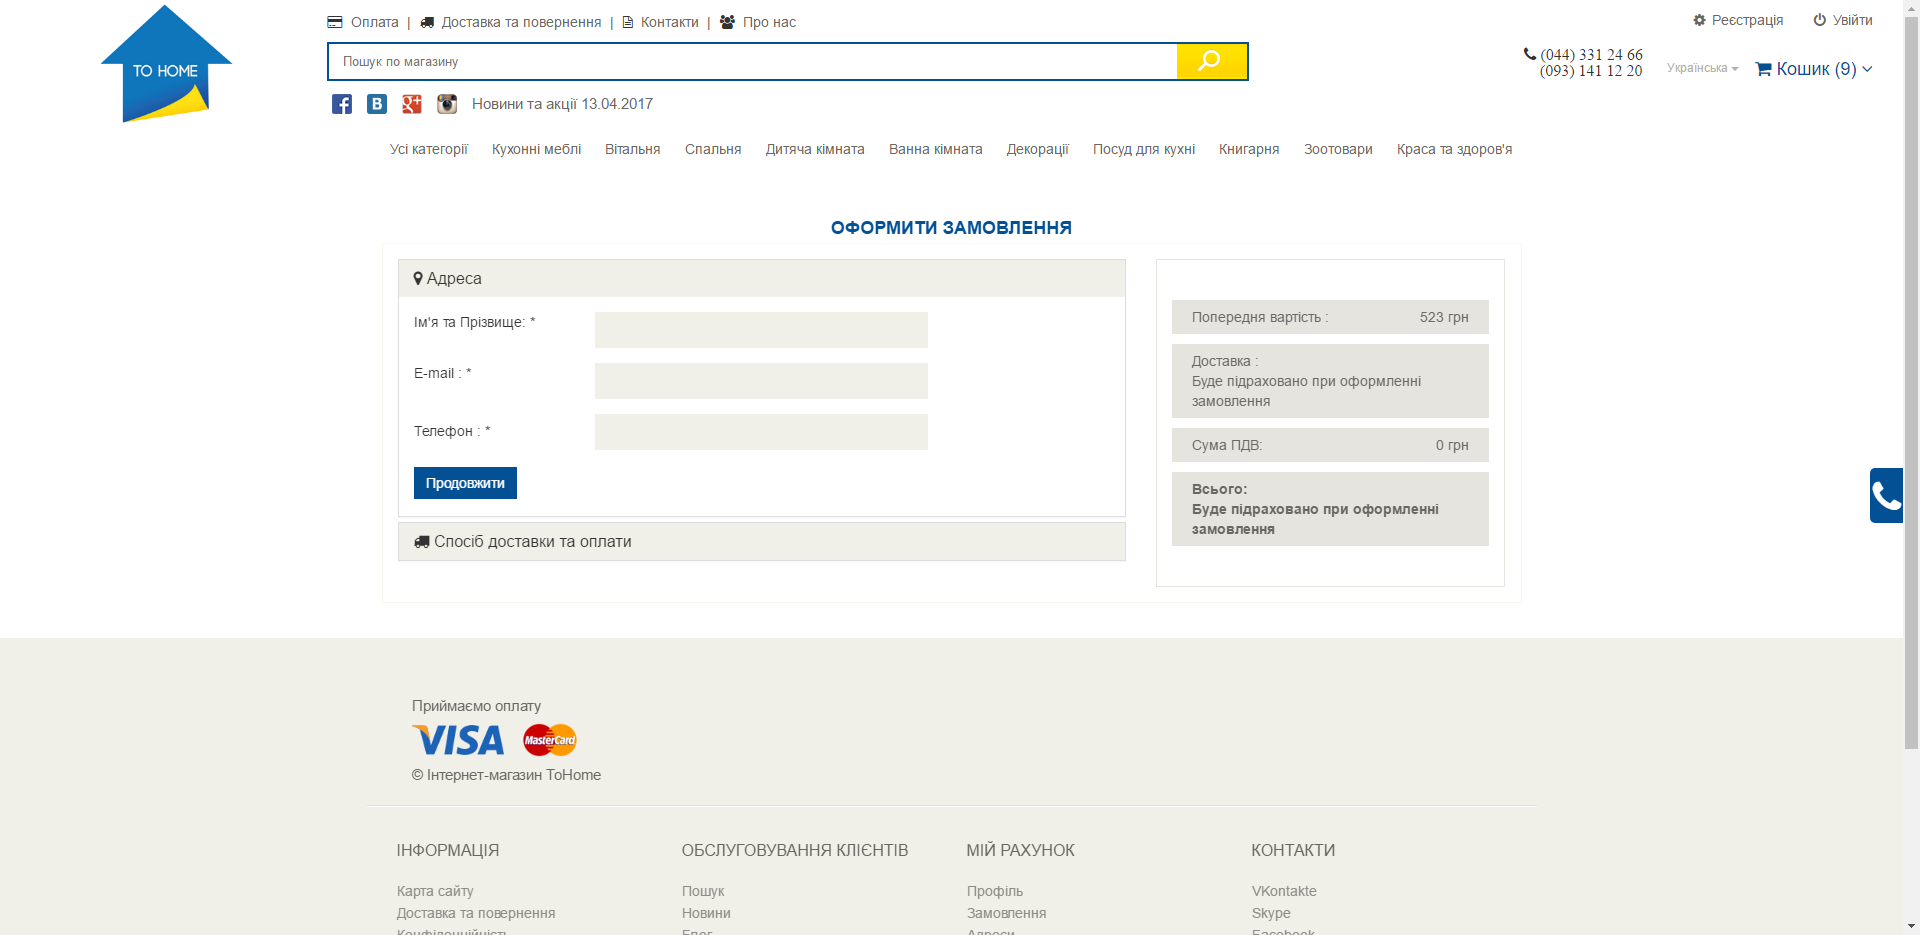 TO HOME
Оплата | Доставка та повернення | Контакти | Про нас
Реєстрація Увійти
Пошук по магазину
(044) 331 24 66
(093) 141 12 20
Українська
Кошик (9)
Новини та акції 13.04.2017
Усі категорії Кухонні меблі Вітальня Спальня Дитяча кімната Ванна кімната Декорації Посуд для кухні Книгарня Зоотовари Краса та здоров'я
ОФОРМИТИ ЗАМОВЛЕННЯ
Адреса
Ім'я та Прізвище: *
E-mail : *
Телефон : *
Продовжити
Спосіб доставки та оплати
Попередня вартість : 523 грн
Доставка :
Буде підраховано при оформленні
замовлення
Сума ПДВ: 0 грн
Всього:
Буде підраховано при оформленні
замовлення
Приймаємо оплату
VISA MasterCard
© Інтернет-магазин ToHome
ІНФОРМАЦІЯ ОБСЛУГОВУВАННЯ КЛІЄНТІВ МІЙ РАХУНОК КОНТАКТИ
Карта сайту Пошук Профіль VKontakte
Доставка та повернення Новини Замовлення Skype
Конфіденційність Блог Адреси Facebook